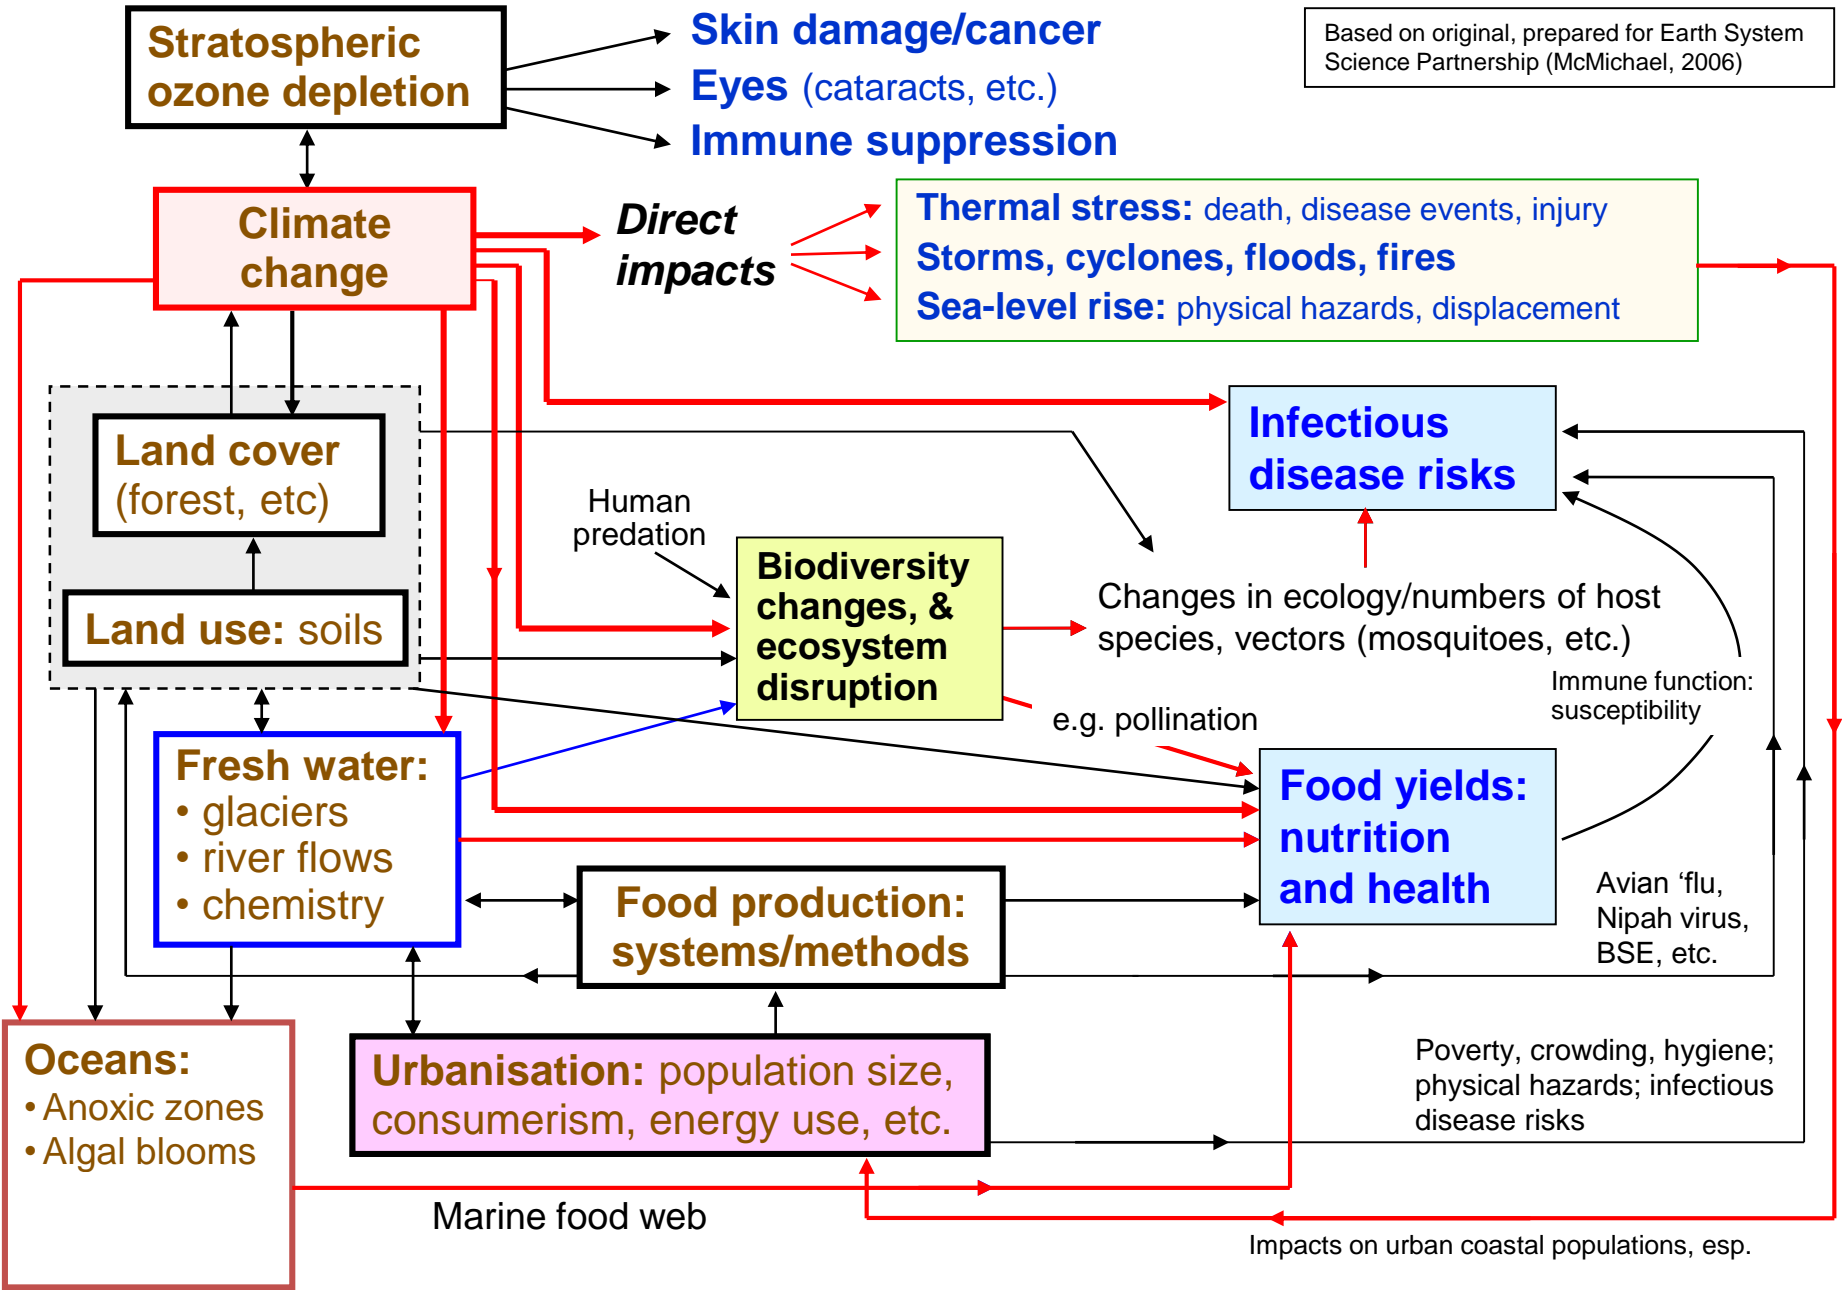 Stratospheric
ozone depletion
Skin damage/cancer
Eyes (cataracts, etc.)
Immune suppression
Based on original, prepared for Earth System
Science Partnership (McMichael, 2006)
Climate
change
Direct
impacts
Thermal stress: death, disease events, injury
Storms, cyclones, floods, fires
Sea-level rise: physical hazards, displacement
Land cover
(forest, etc)
Land use: soils
Infectious
disease risks
Human
predation
Biodiversity
changes, &
ecosystem
disruption
Changes in ecology/numbers of host
species, vectors (mosquitoes, etc.)
Immune function:
susceptibility
e.g. pollination
Fresh water:
• glaciers
• river flows
• chemistry
Food yields:
nutrition
and health
Food production:
systems/methods
Avian ‘flu,
Nipah virus,
BSE, etc.
Oceans:
• Anoxic zones
• Algal blooms
Urbanisation: population size,
consumerism, energy use, etc.
Poverty, crowding, hygiene;
physical hazards; infectious
disease risks
Marine food web
Impacts on urban coastal populations, esp.